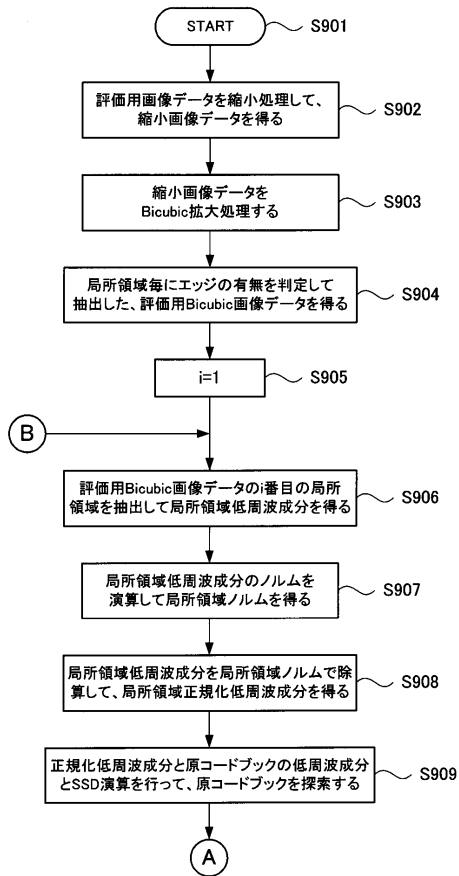 START
S901
評価用画像データを縮小処理して、
縮小画像データを得る
S902
縮小画像データを
Bicubic拡大処理する
S903
局所領域毎にエッジの有無を判定して
抽出した、評価用Bicubic画像データを得る
S904
i=1
S905
B
評価用Bicubic画像データのi番目の局所
領域を抽出して局所領域低周波成分を得る
S906
局所領域低周波成分のノルムを
演算して局所領域ノルムを得る
S907
局所領域低周波成分を局所領域ノルムで除
算して、局所領域正規化低周波成分を得る
S908
正規化低周波成分と原コードブックの低周波成分
とSSD演算を行って、原コードブックを探索する
S909
A